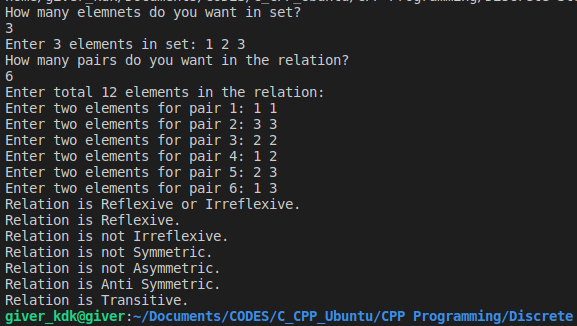 How many elemnets do you want in set?
3
Enter 3 elements in set: 1 2 3
How many pairs do you want in the relation?
6
Enter total 12 elements in the relation:
Enter two elements for pair 1: 1 1
Enter two elements for pair 2: 3 3
Enter two elements for pair 3: 2 2
Enter two elements for pair 4: 1 2
Enter two elements for pair 5: 2 3
Enter two elements for pair 6: 1 3
Relation is Reflexive or Irreflexive.
Relation is Reflexive.
Relation is not Irreflexive.
Relation is not Symmetric.
Relation is not Asymmetric.
Relation is Anti Symmetric.
Relation is Transitive.
giver_kdk@giver:~/Documents/CODES/C_CPP_Ubuntu/CPP Programming/Discrete